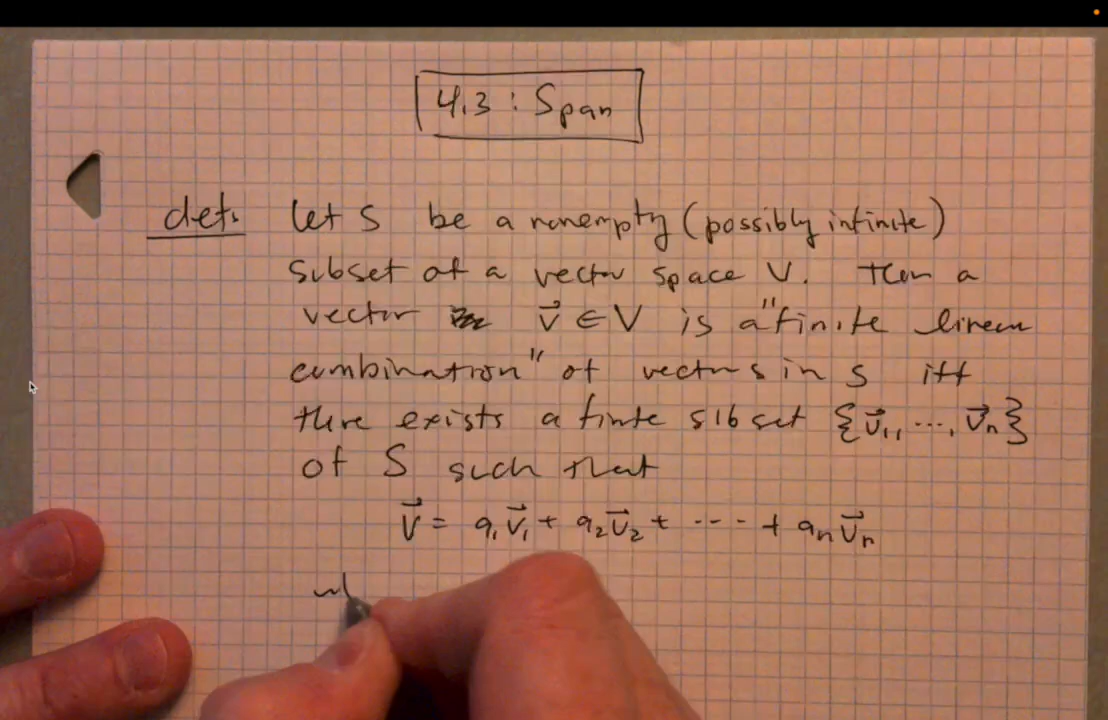 4.3 : Span
def. Let S be a nonempty (possibly infinite)
subset of a vector space V. Then a
vector v⃗ ∈ V is a "finite linear
combination" of vectors in S iff
there exists a finite subset {v⃗₁, ..., v⃗ₙ}
of S such that
v⃗ = a₁v⃗₁ + a₂v⃗₂ + ---- + aₙv⃗ₙ